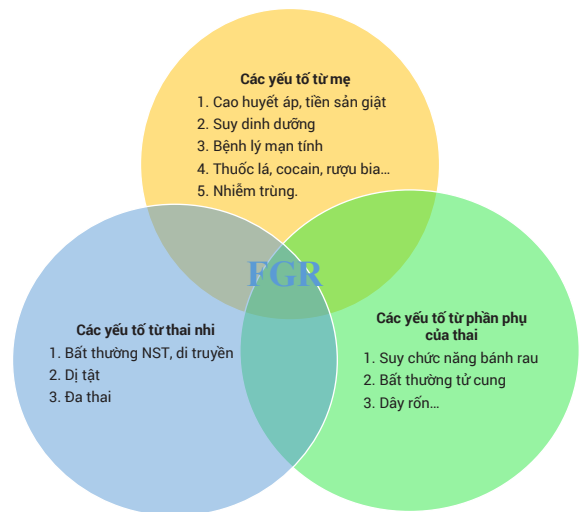 Các yếu tố từ mẹ
1. Cao huyết áp, tiền sản giật
2. Suy dinh dưỡng
3. Bệnh lý mạn tính
4. Thuốc lá, cocain, rượu bia…
5. Nhiễm trùng.
FGR
Các yếu tố từ thai nhi
1. Bất thường NST, di truyền
2. Dị tật
3. Đa thai
Các yếu tố từ phần phụ
của thai
1. Suy chức năng bánh rau
2. Bất thường tử cung
3. Dây rốn…